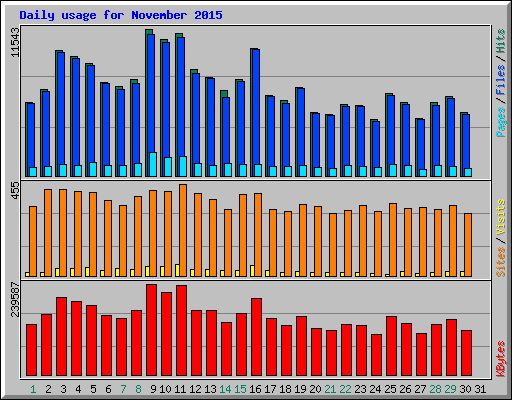 Daily usage for November 2015
11543
Pages / Files / Hits
455
Sites / Visits
239587
KBytes
1 2 3 4 5 6 7 8 9 10 11 12 13 14 15 16 17 18 19 20 21 22 23 24 25 26 27 28 29 30 31